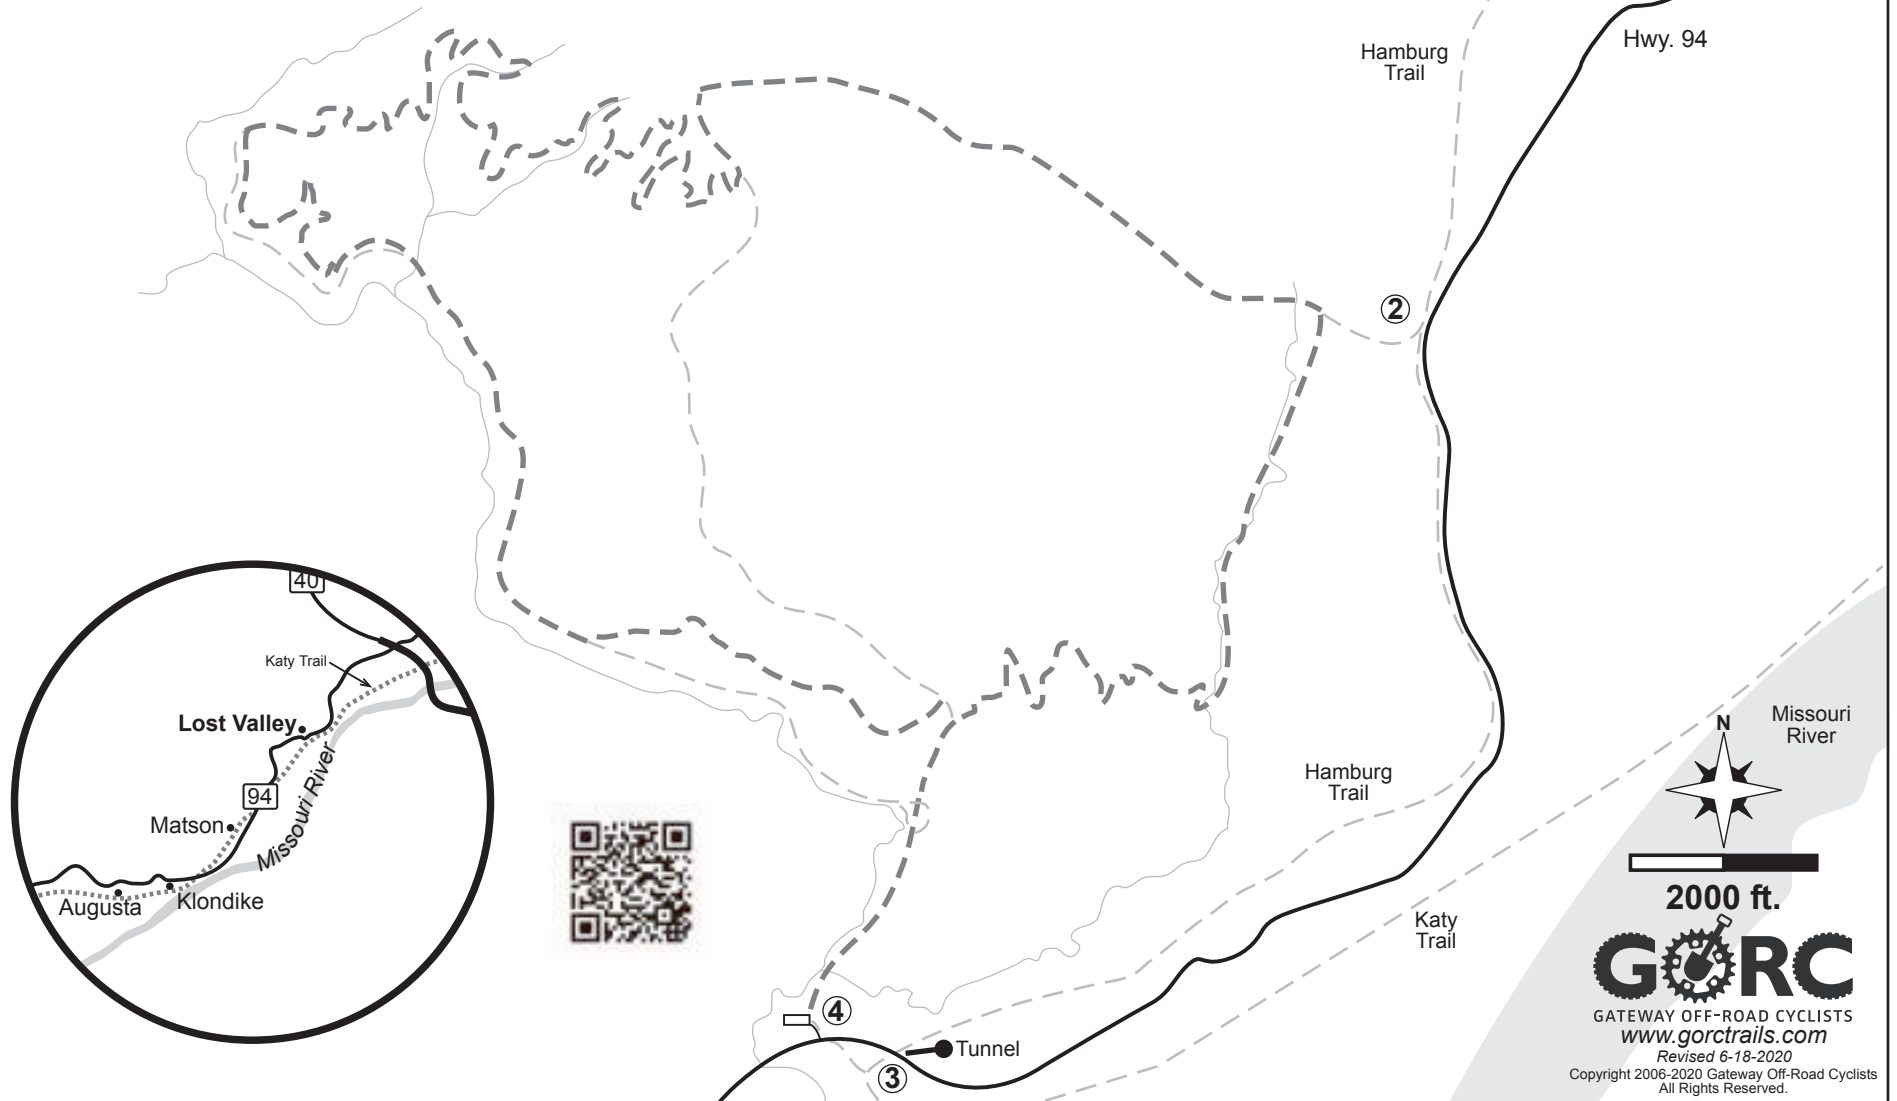 Hwy. 94
Hamburg
Trail
2
40
Katy Trail
Lost Valley
Missouri River
94
Matson
Augusta
Klondike
Hamburg
Trail
Missouri
River
N
2000 ft.
Katy
Trail
GORC
GATEWAY OFF-ROAD CYCLISTS
www.gorctrails.com
Revised 6-18-2020
Copyright 2006-2020 Gateway Off-Road Cyclists
All Rights Reserved.
4
Tunnel
3